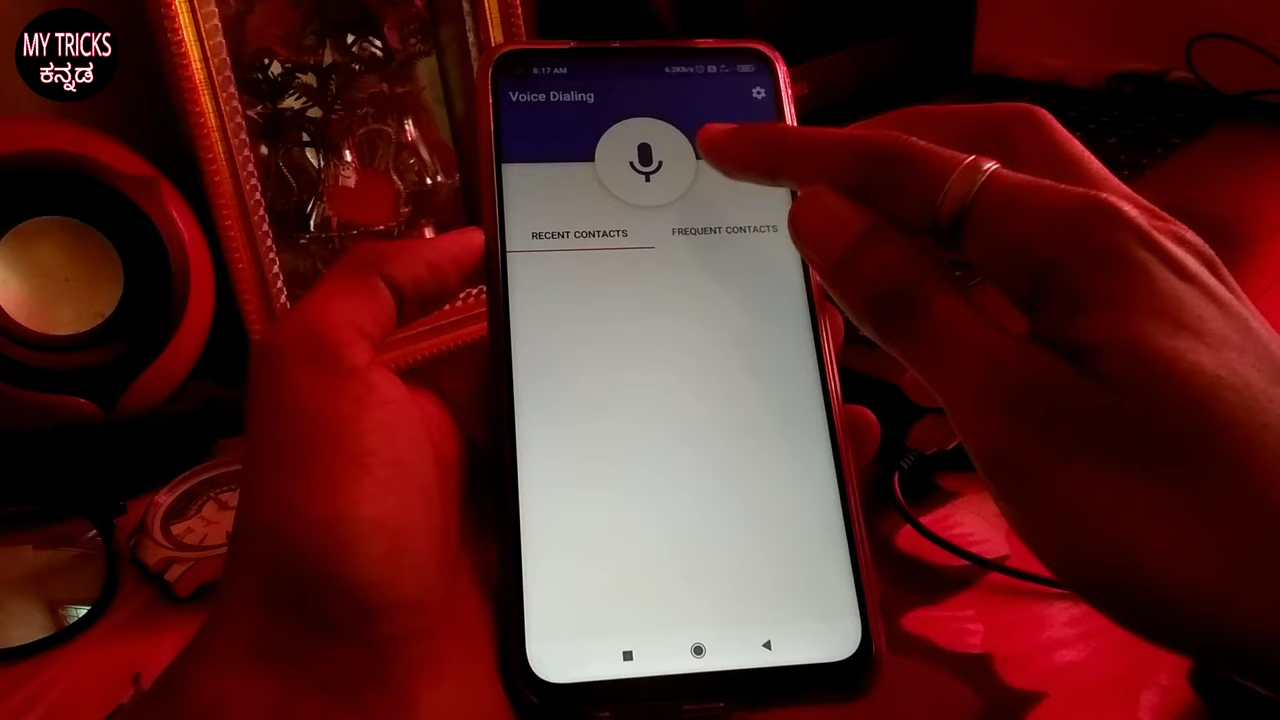 MY TRICKS
ಕನ್ನಡ
8:17 AM
Voice Dialing
RECENT CONTACTS
FREQUENT CONTACTS